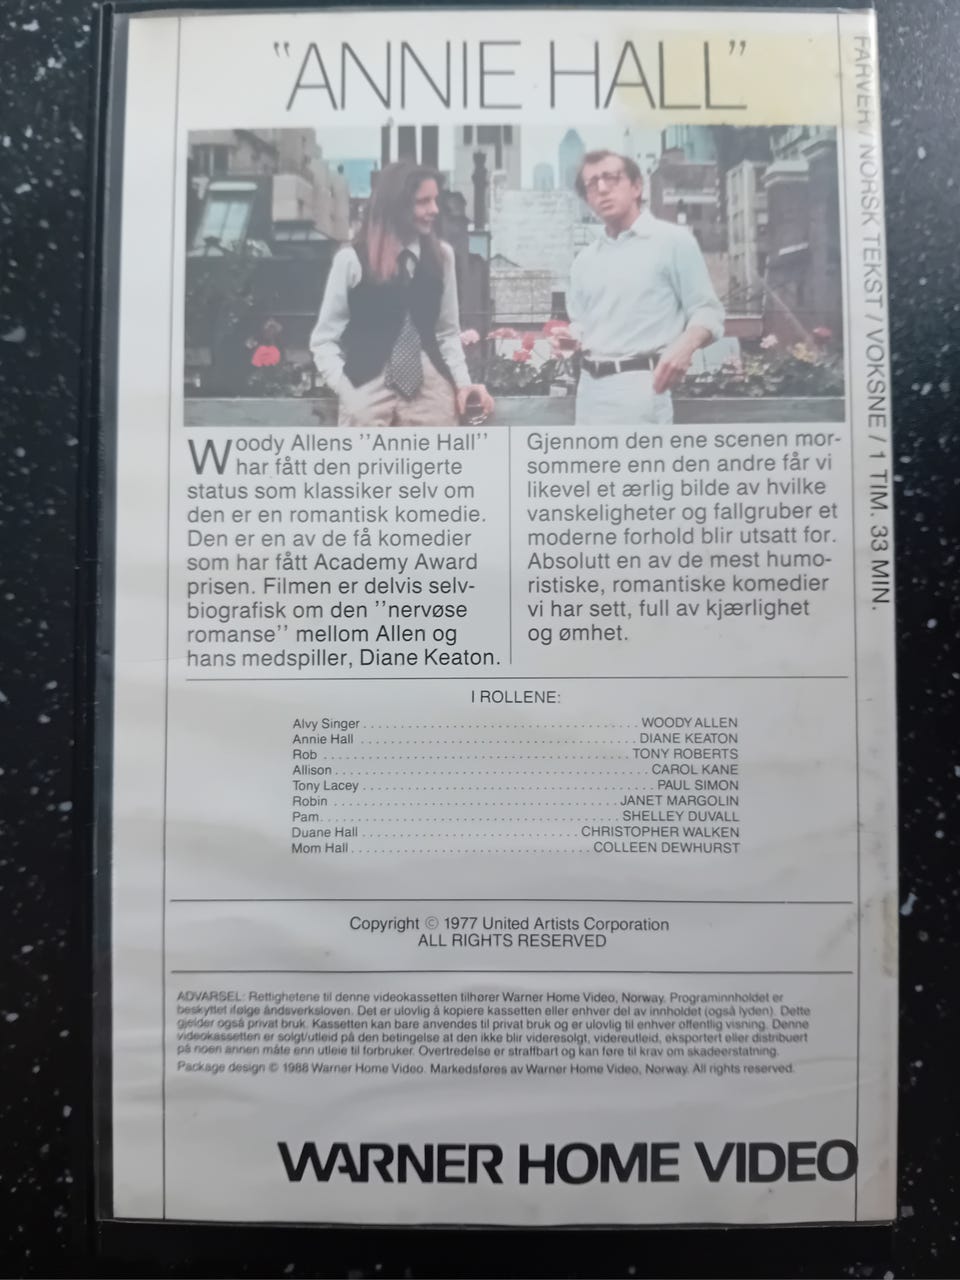 "ANNIE HALL"
FARVER / NORSK TEKST / VOKSNE / 1 TIM. 33 MIN.
Woody Allens ''Annie Hall''
har fått den priviligerte
status som klassiker selv om
den er en romantisk komedie.
Den er en av de få komedier
som har fått Academy Award
prisen. Filmen er delvis selv-
biografisk om den ''nervøse
romanse'' mellom Allen og
hans medspiller, Diane Keaton.
Gjennom den ene scenen mor-
sommere enn den andre får vi
likevel et ærlig bilde av hvilke
vanskeligheter og fallgruber et
moderne forhold blir utsatt for.
Absolutt en av de mest humo-
ristiske, romantiske komedier
vi har sett, full av kjærlighet
og ømhet.
I ROLLENE:
Alvy Singer . . . . . . . . . . . . . . . . . . . . WOODY ALLEN
Annie Hall . . . . . . . . . . . . . . . . . . . . DIANE KEATON
Rob . . . . . . . . . . . . . . . . . . . . TONY ROBERTS
Allison . . . . . . . . . . . . . . . . . . . . CAROL KANE
Tony Lacey . . . . . . . . . . . . . . . . . . . . PAUL SIMON
Robin . . . . . . . . . . . . . . . . . . . . JANET MARGOLIN
Pam . . . . . . . . . . . . . . . . . . . . SHELLEY DUVALL
Duane Hall . . . . . . . . . . . . . . . . . . . . CHRISTOPHER WALKEN
Mom Hall . . . . . . . . . . . . . . . . . . . . COLLEEN DEWHURST
Copyright © 1977 United Artists Corporation
ALL RIGHTS RESERVED
ADVARSEL: Rettighetene til denne videokassetten tilhører Warner Home Video, Norway. Programinnholdet er
beskyttet ifølge åndsverksloven. Det er ulovlig å kopiere kassetten eller enhver del av innholdet (også lyden). Dette
gjelder også privat bruk. Kassetten kan bare anvendes til privat bruk og er ulovlig til enhver offentlig visning. Denne
videokassetten er solgt/utleid på den betingelse at den ikke blir videresolgt, videreutleid, eksportert eller distribuert
på noen annen måte enn utleie til forbruker. Overtredelse er straffbart og kan føre til krav om skadeerstatning.
Package design © 1988 Warner Home Video. Markedsføres av Warner Home Video, Norway. All rights reserved.
WARNER HOME VIDEO